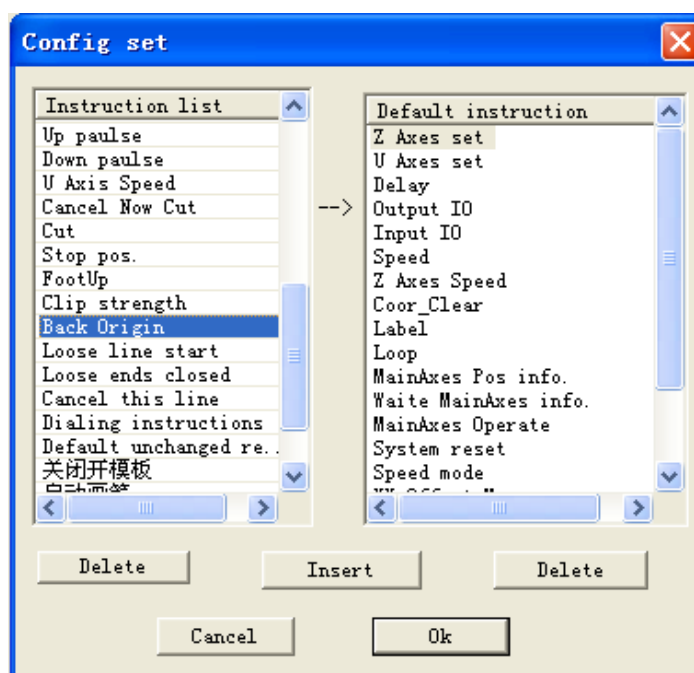 Config set
Instruction list
Up paulse
Down paulse
U Axis Speed
Cancel Now Cut
Cut
Stop pos.
FootUp
Clip strength
Back Origin
Loose line start
Loose ends closed
Cancel this line
Dialing instructions
Default unchanged re..
关闭开模板
-->
Default instruction
Z Axes set
U Axes set
Delay
Output IO
Input IO
Speed
Z Axes Speed
Coor_Clear
Label
Loop
MainAxes Pos info.
Waite MainAxes info.
MainAxes Operate
System reset
Speed mode
Delete
Insert
Delete
Cancel
Ok